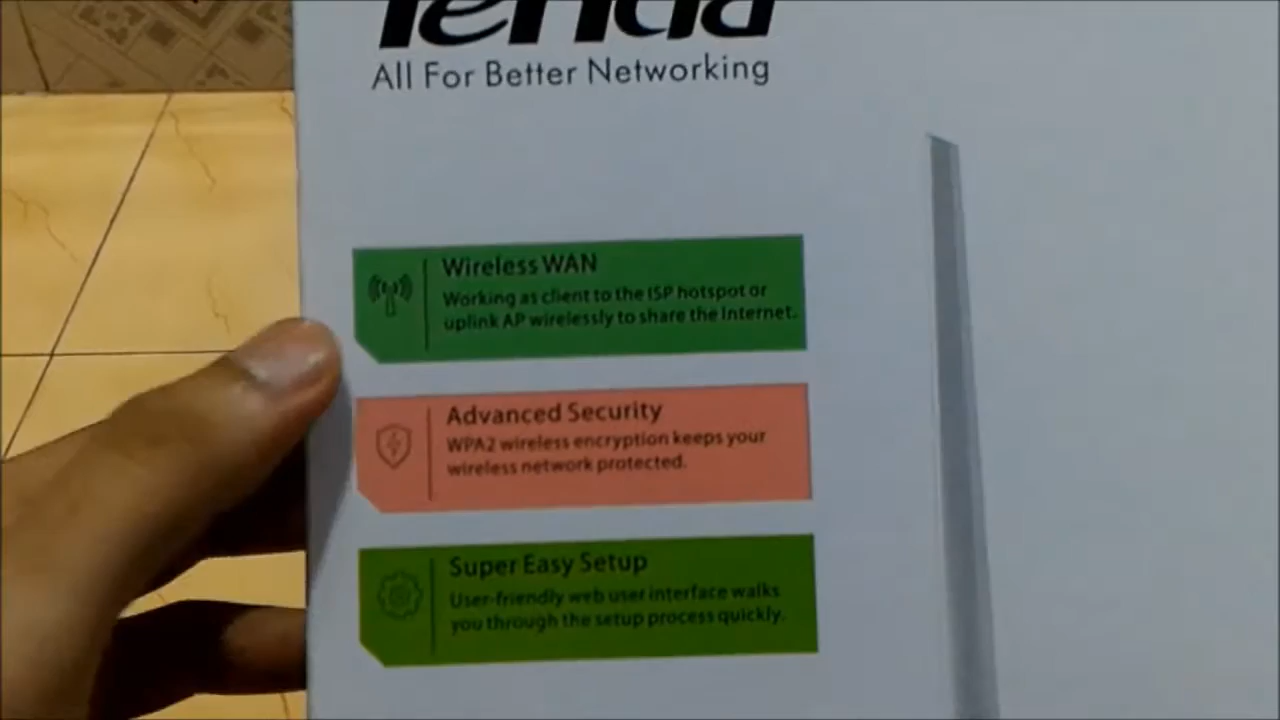 Tenda
All For Better Networking
Wireless WAN
Working as client to the ISP hotspot or
uplink AP wirelessly to share the Internet.
Advanced Security
WPA2 wireless encryption keeps your
wireless network protected.
Super Easy Setup
User-friendly web user interface walks
you through the setup process quickly.